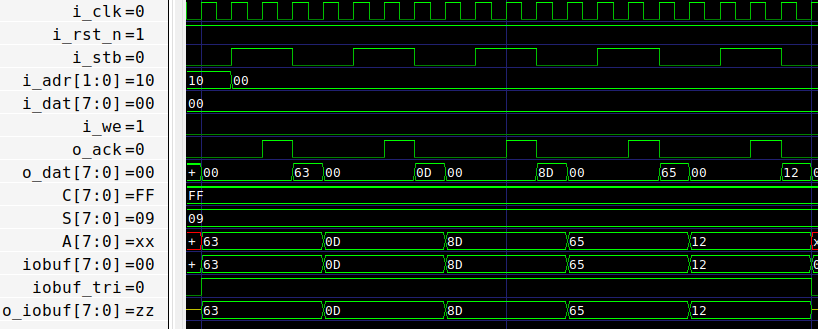 i_clk=0
i_rst_n=1
i_stb=0
i_adr[1:0]=10 10 00
i_dat[7:0]=00 00
i_we=1
o_ack=0
o_dat[7:0]=00 + 00 63 00 0D 00 8D 00 65 00 12 0
C[7:0]=FF FF
S[7:0]=09 09
A[7:0]=xx + 63 0D 8D 65 12 x
iobuf[7:0]=00 + 63 0D 8D 65 12 0
iobuf_tri=0
o_iobuf[7:0]=zz 63 0D 8D 65 12